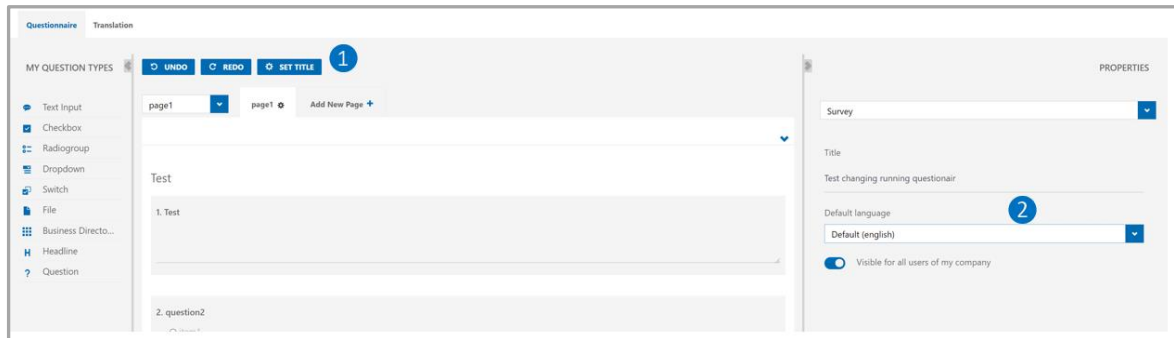 Questionnaire Translation
MY QUESTION TYPES
Text Input
Checkbox
Radiogroup
Dropdown
Switch
File
Business Directo...
Headline
Question
UNDO REDO SET TITLE 1
page1 page1 Add New Page +
Test
1. Test
2. question2
item1
PROPERTIES
Survey
Title
Test changing running questionair
Default language 2
Default (english)
Visible for all users of my company